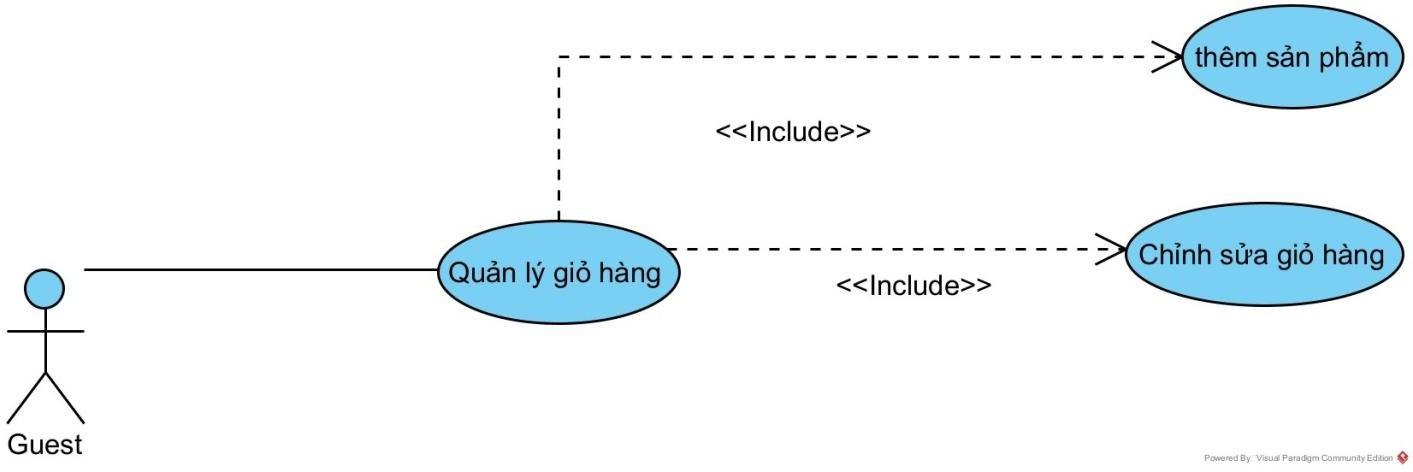 thêm sản phẩm
<<Include>>
Quản lý giỏ hàng
Chỉnh sửa giỏ hàng
<<Include>>
Guest
Powered By: Visual Paradigm Community Edition